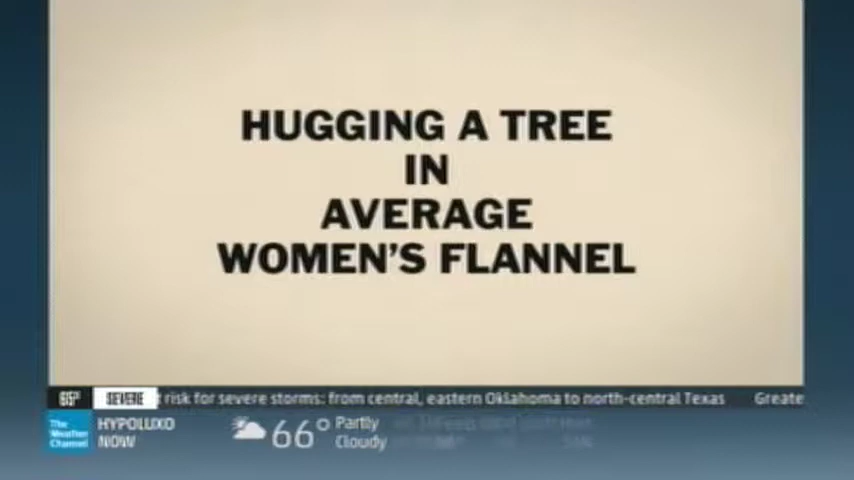 HUGGING A TREE
IN
AVERAGE
WOMEN'S FLANNEL
SEVERE
risk for severe storms: from central, eastern Oklahoma to north-central Texas
Greate
The
Weather
Channel
HYPOLUXO
NOW
66°
Partly
Cloudy